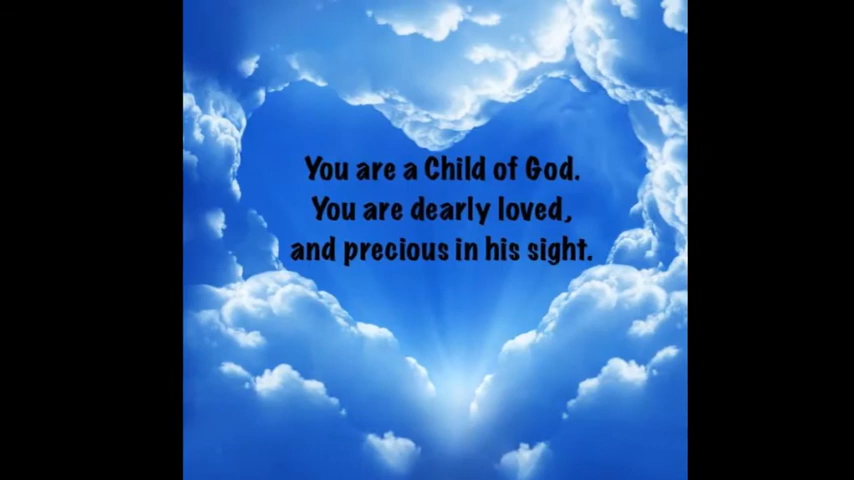 You are a Child of God.
You are dearly loved,
and precious in his sight.